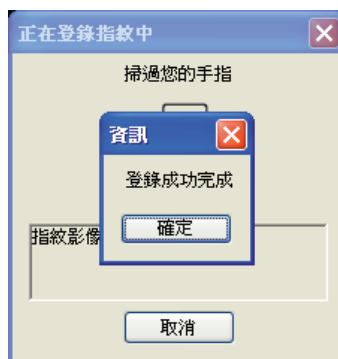 正在登錄指紋中
掃過您的手指
資訊
登錄成功完成
確定
指紋影像
取消